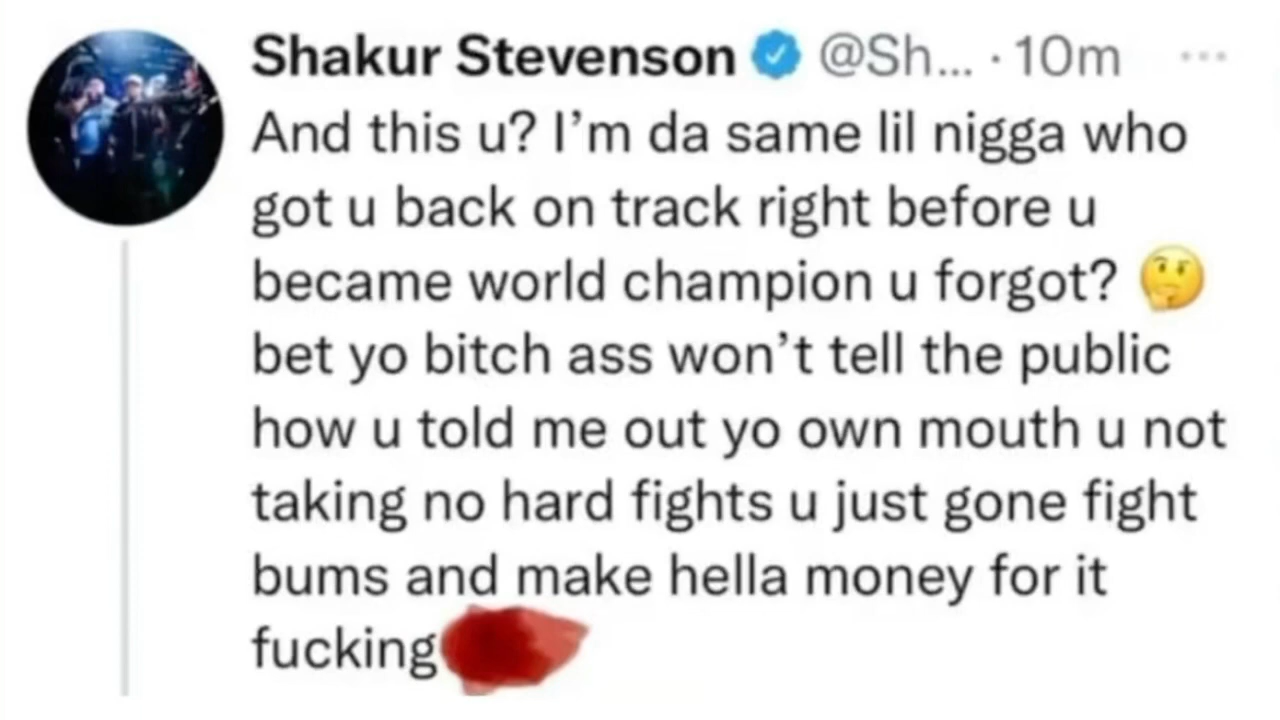 Shakur Stevenson @Sh... · 10m ...
And this u? I'm da same lil nigga who
got u back on track right before u
became world champion u forgot? 🤔
bet yo bitch ass won't tell the public
how u told me out yo own mouth u not
taking no hard fights u just gone fight
bums and make hella money for it
fucking